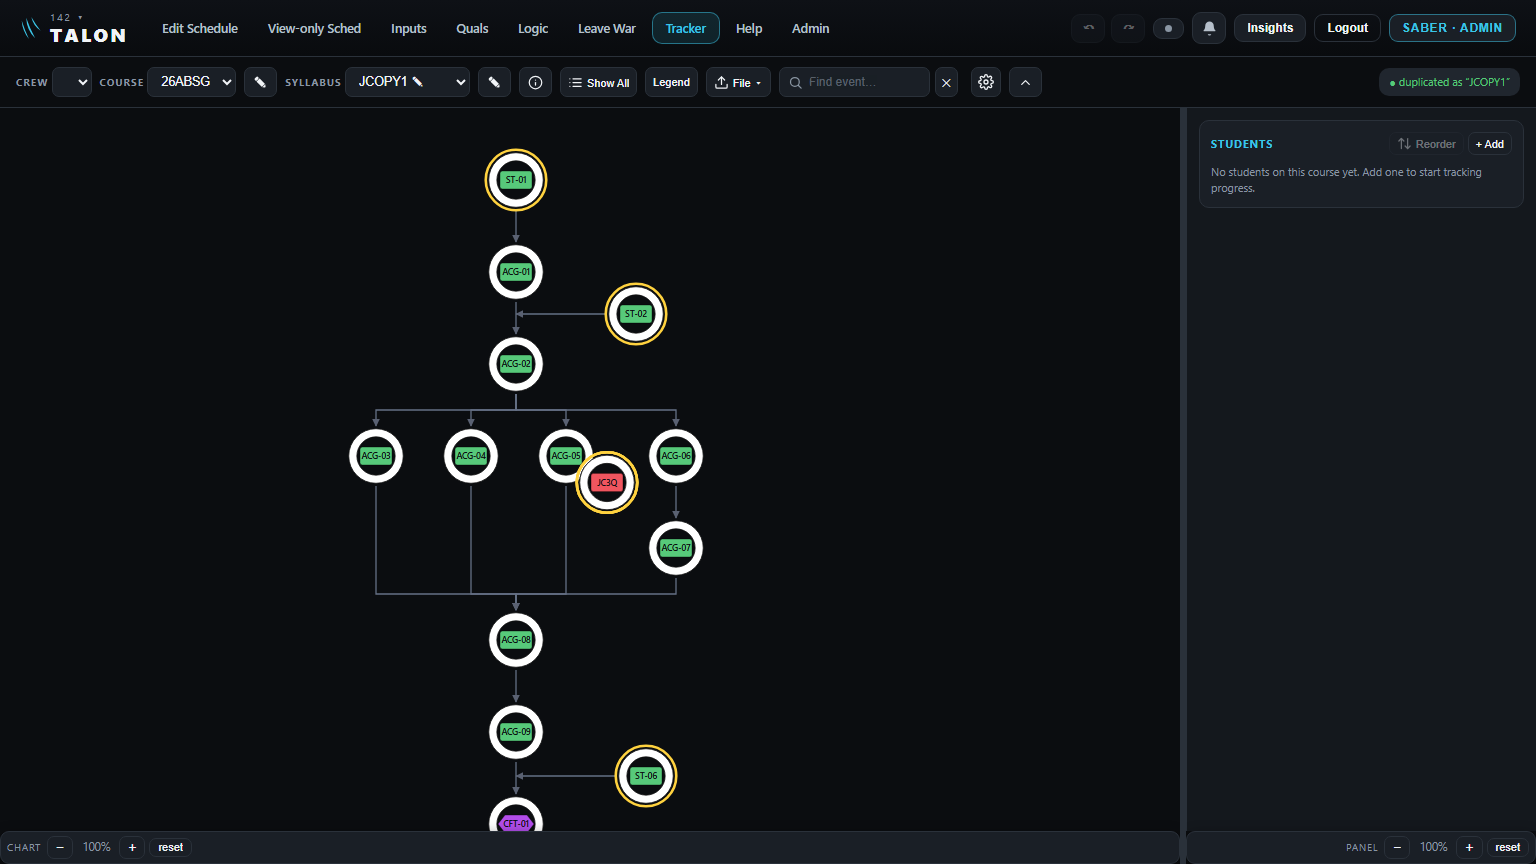 142 ▾
TALON
Edit Schedule
View-only Sched
Inputs
Quals
Logic
Leave War
Tracker
Help
Admin
Insights
Logout
SABER · ADMIN
CREW
COURSE
26ABSG
SYLLABUS
JCOPY1 ✎
Show All
Legend
File
Find event...
● duplicated as "JCOPY1"
STUDENTS
Reorder
+ Add
No students on this course yet. Add one to start tracking
progress.
ST-01
ACG-01
ST-02
ACG-02
ACG-03
ACG-04
ACG-05
ACG-06
JC3Q
ACG-07
ACG-08
ACG-09
ST-06
CFT-01
CHART
−
100%
+
reset
PANEL
−
100%
+
reset